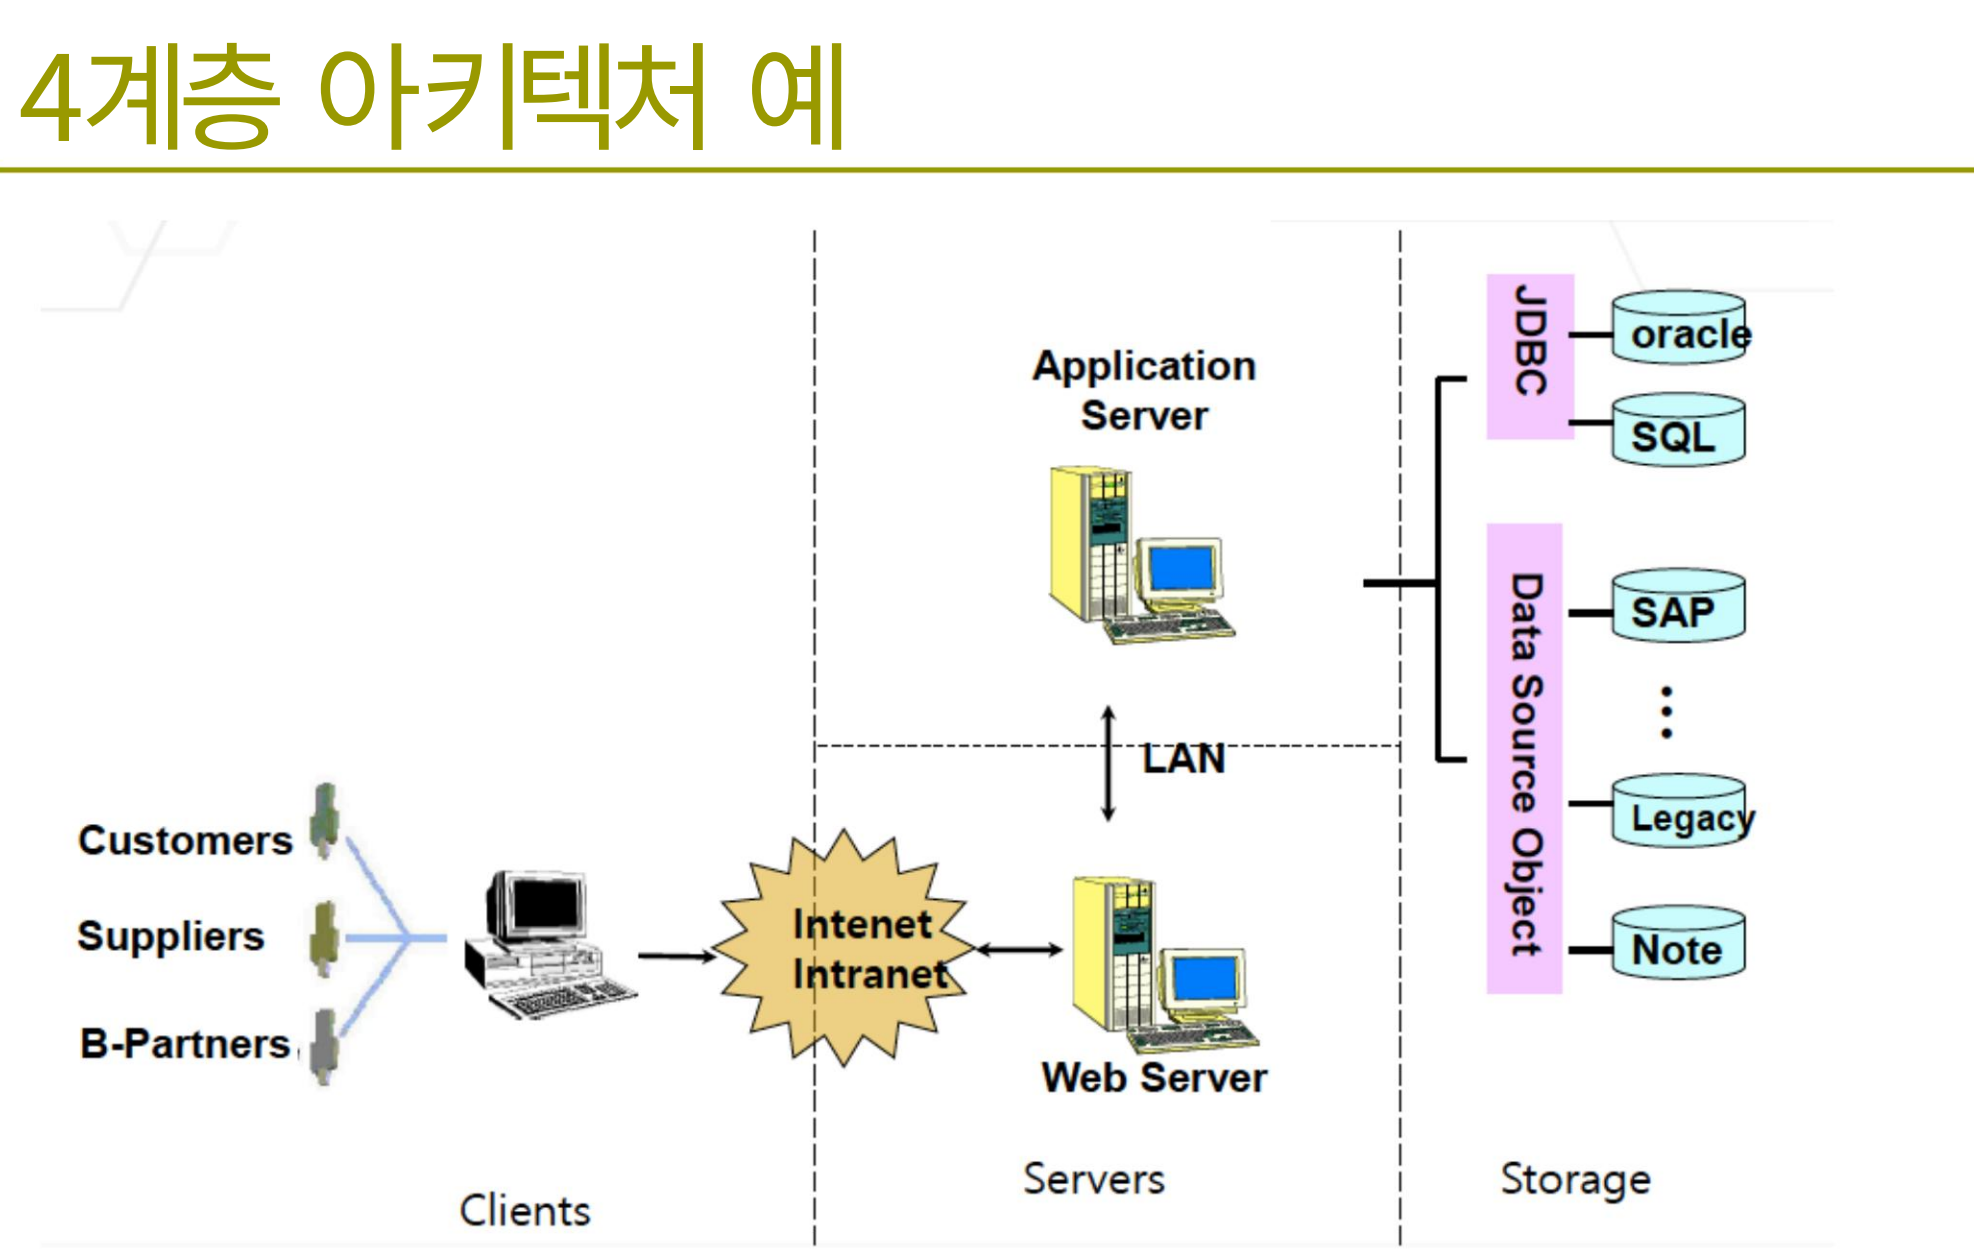 4계층 아키텍처 예
Application
Server
LAN
Customers
Suppliers
B-Partners
Intenet
Intranet
Web Server
JDBC
oracle
SQL
Data Source Object
SAP
Legacy
Note
Clients
Servers
Storage